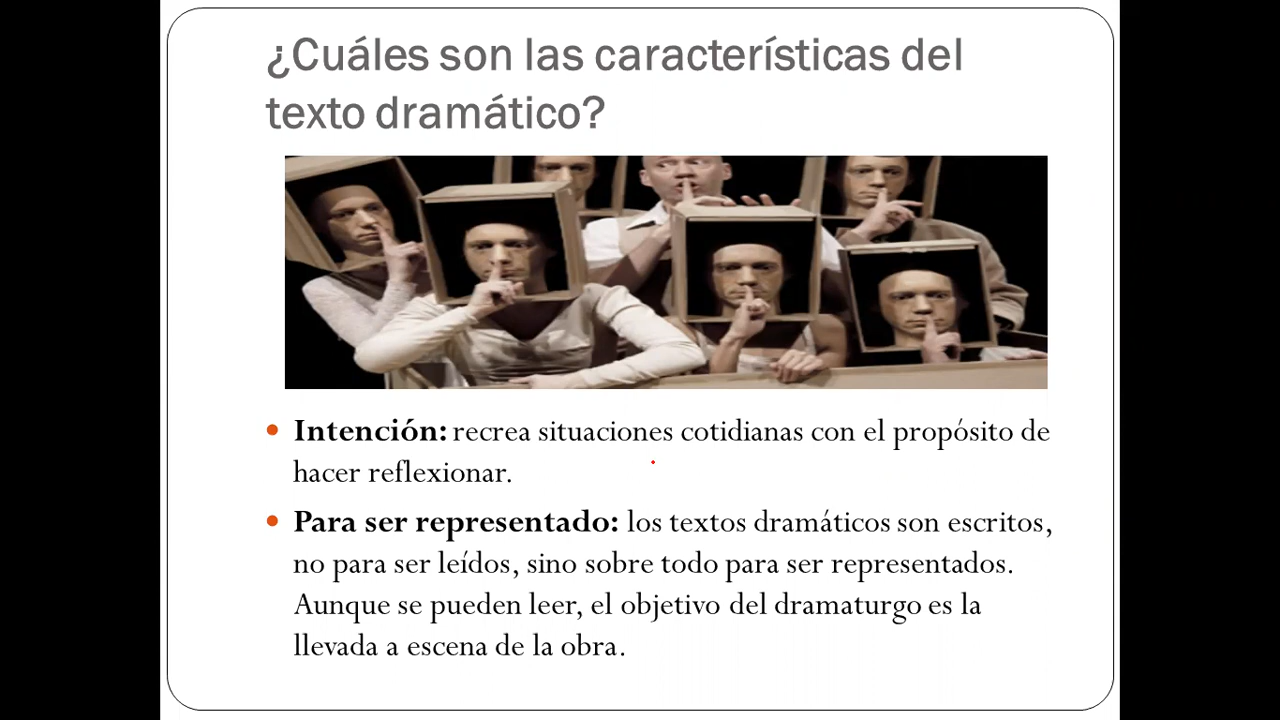 ¿Cuáles son las características del
texto dramático?
Intención: recrea situaciones cotidianas con el propósito de
hacer reflexionar.
Para ser representado: los textos dramáticos son escritos,
no para ser leídos, sino sobre todo para ser representados.
Aunque se pueden leer, el objetivo del dramaturgo es la
llevada a escena de la obra.